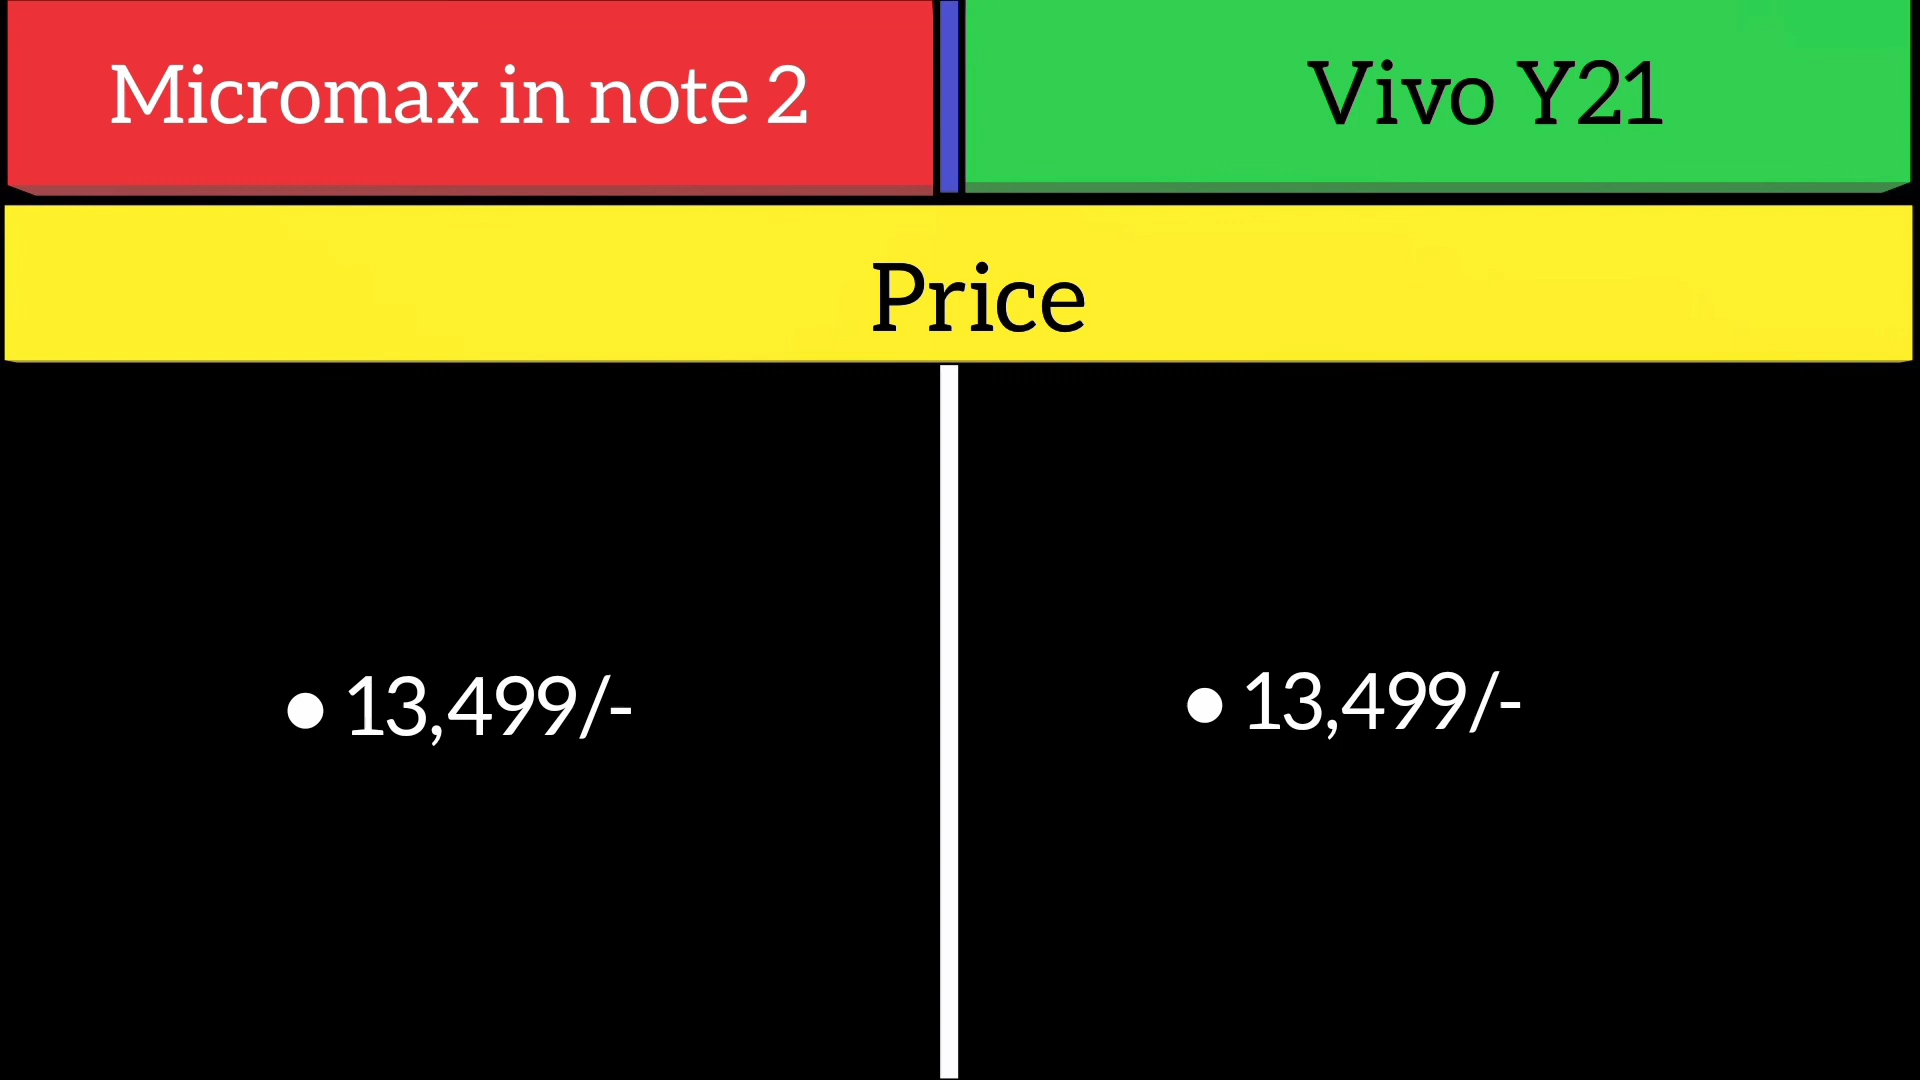 Micromax in note 2
Vivo Y21
Price
● 13,499/-
● 13,499/-